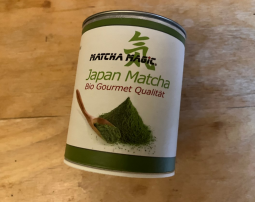 気
MATCHA MAGIC
Japan Matcha
Bio Gourmet Qualität